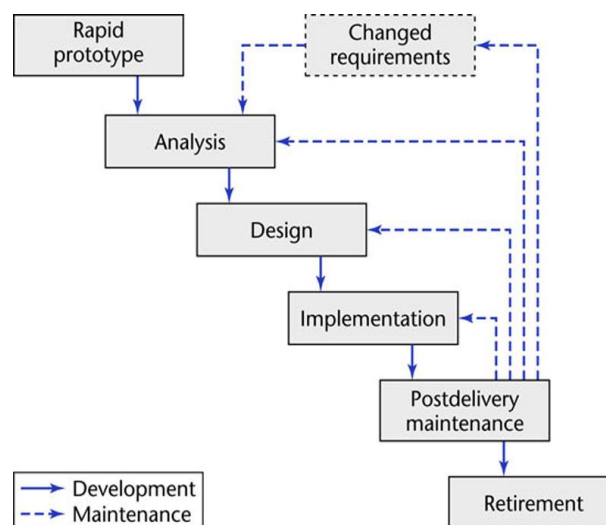 Rapid
prototype
Changed
requirements
Analysis
Design
Implementation
Postdelivery
maintenance
Development
Maintenance
Retirement